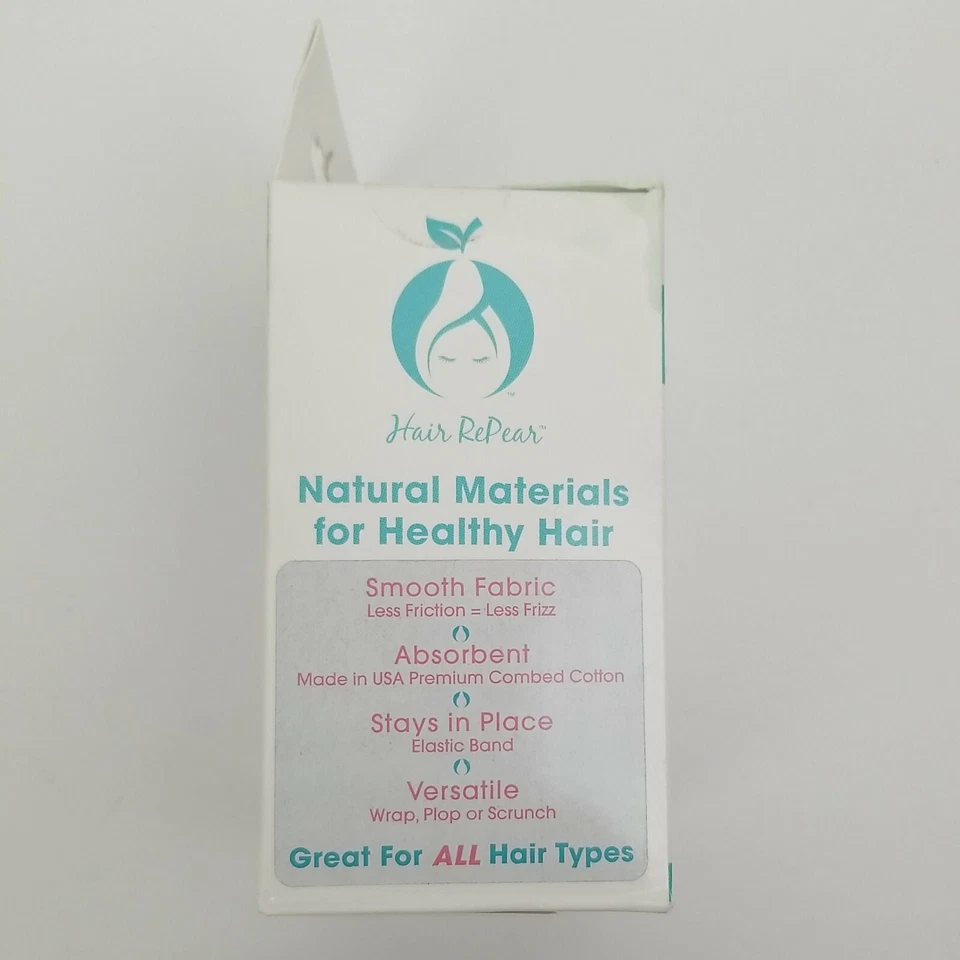 TM
Hair RePear™
Natural Materials
for Healthy Hair
Smooth Fabric
Less Friction = Less Frizz
Absorbent
Made in USA Premium Combed Cotton
Stays in Place
Elastic Band
Versatile
Wrap, Plop or Scrunch
Great For ALL Hair Types